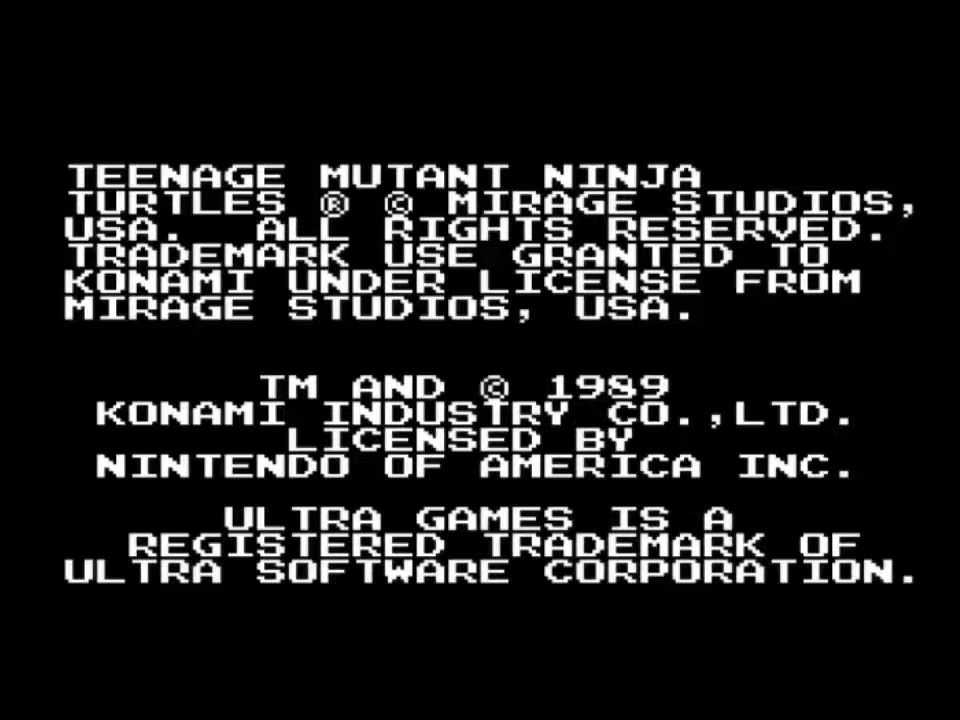 TEENAGE MUTANT NINJA
TURTLES ® © MIRAGE STUDIOS,
USA. ALL RIGHTS RESERVED.
TRADEMARK USE GRANTED TO
KONAMI UNDER LICENSE FROM
MIRAGE STUDIOS, USA.
TM AND © 1989
KONAMI INDUSTRY CO.,LTD.
LICENSED BY
NINTENDO OF AMERICA INC.
ULTRA GAMES IS A
REGISTERED TRADEMARK OF
ULTRA SOFTWARE CORPORATION.